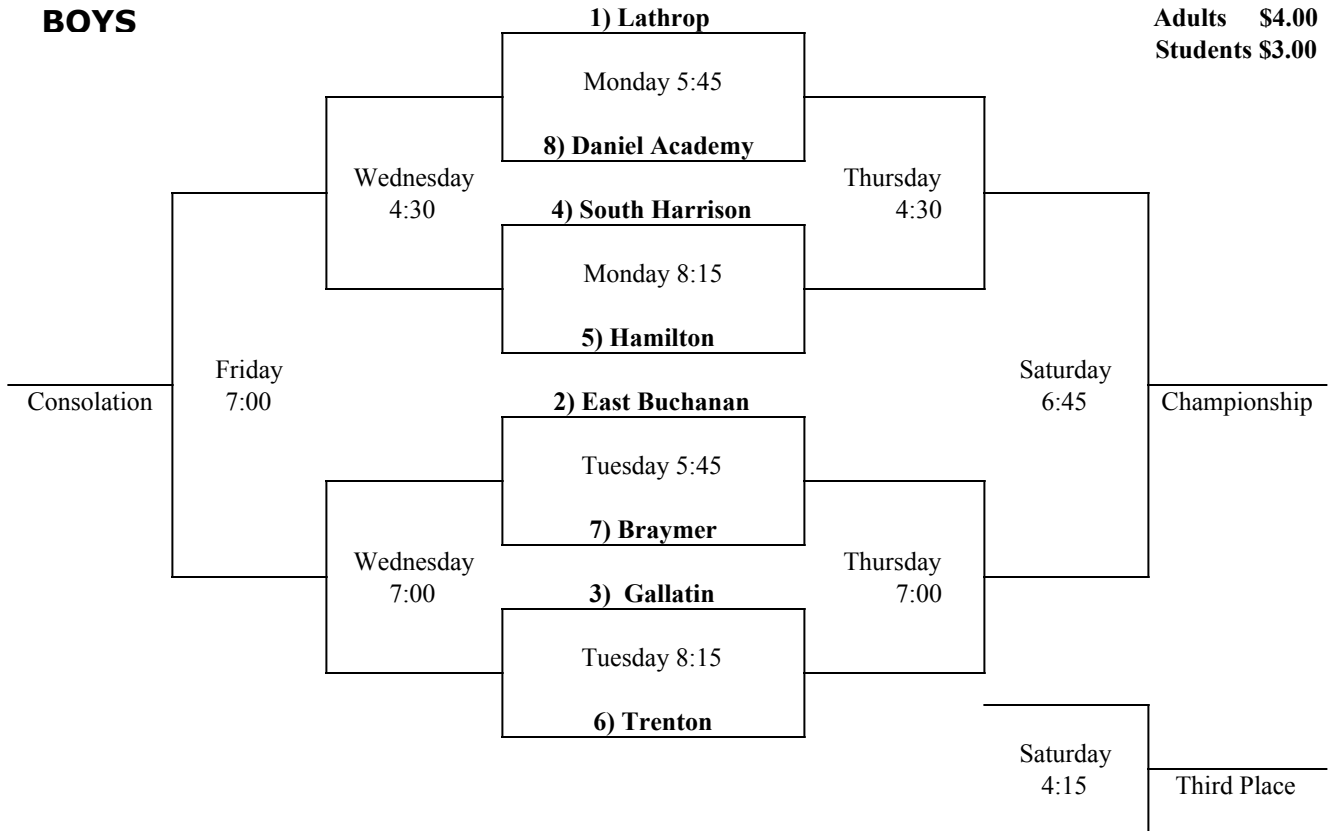 BOYS
1) Lathrop
Adults $4.00
Students $3.00
Monday 5:45
8) Daniel Academy
Wednesday
4:30
Thursday
4:30
4) South Harrison
Monday 8:15
5) Hamilton
Friday
7:00
Saturday
6:45
Consolation
Championship
2) East Buchanan
Tuesday 5:45
7) Braymer
Wednesday
7:00
Thursday
7:00
3) Gallatin
Tuesday 8:15
6) Trenton
Saturday
4:15
Third Place